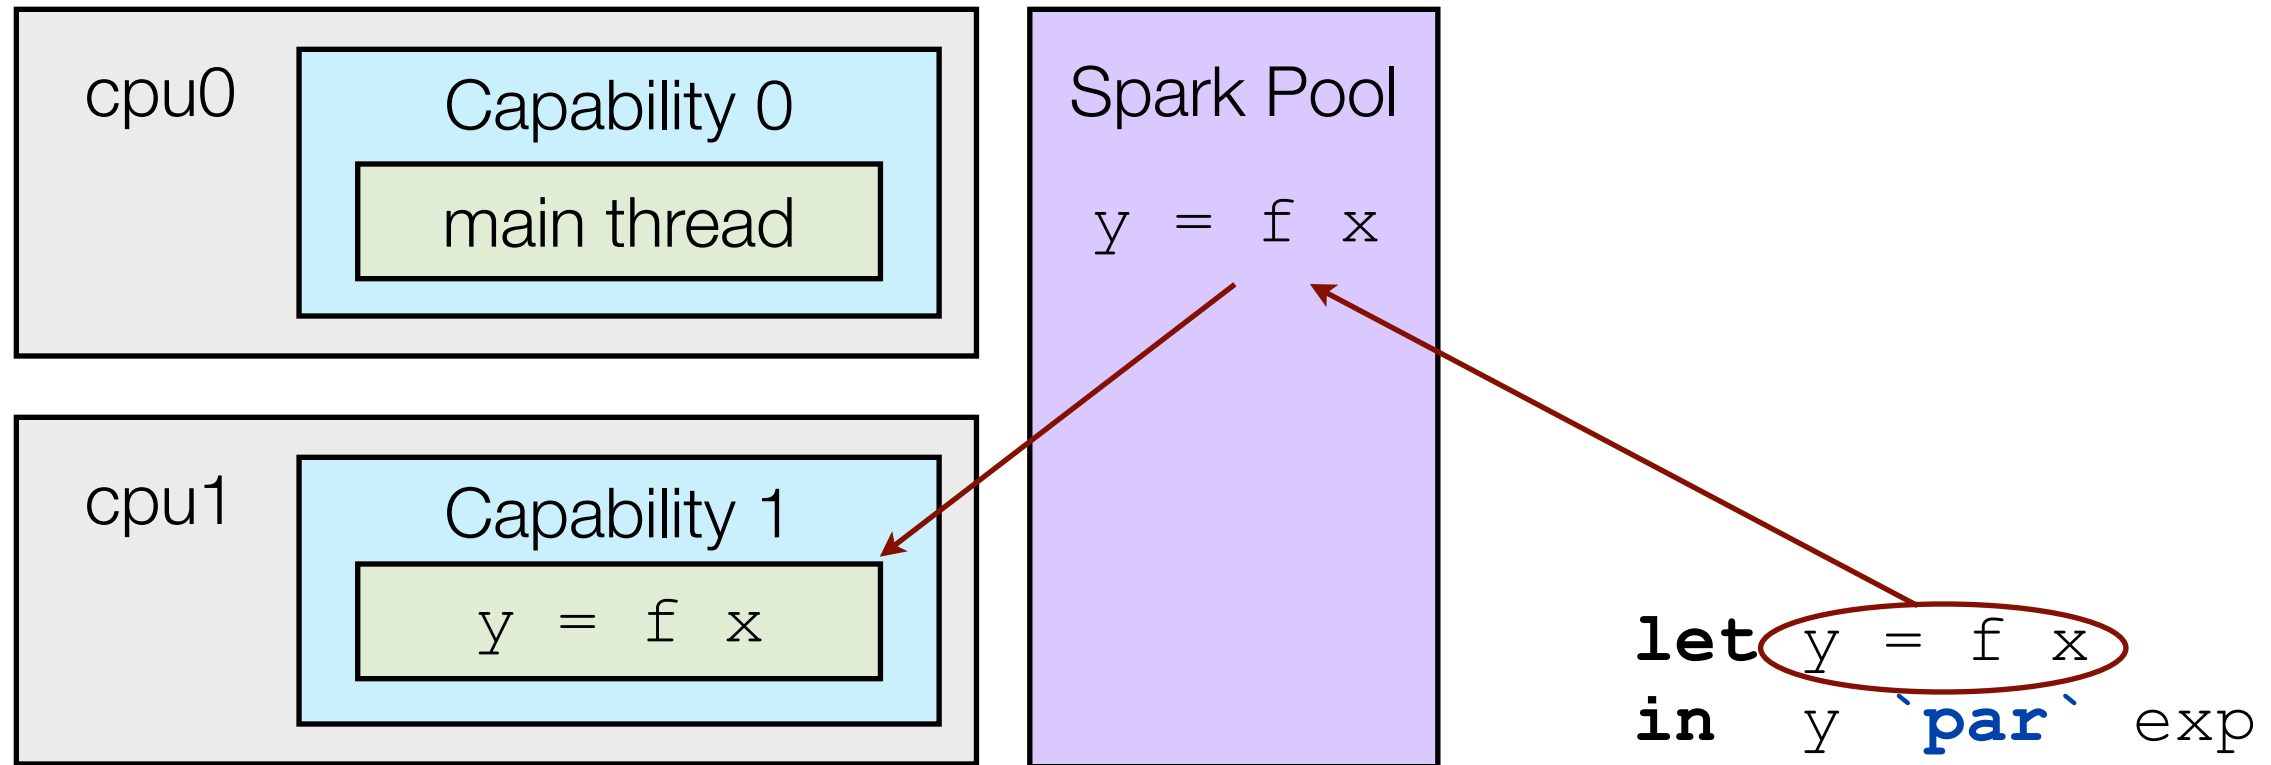 cpu0
Capability 0
main thread
Spark Pool
y = f x
cpu1
Capability 1
y = f x
let y = f x
in y `par` exp